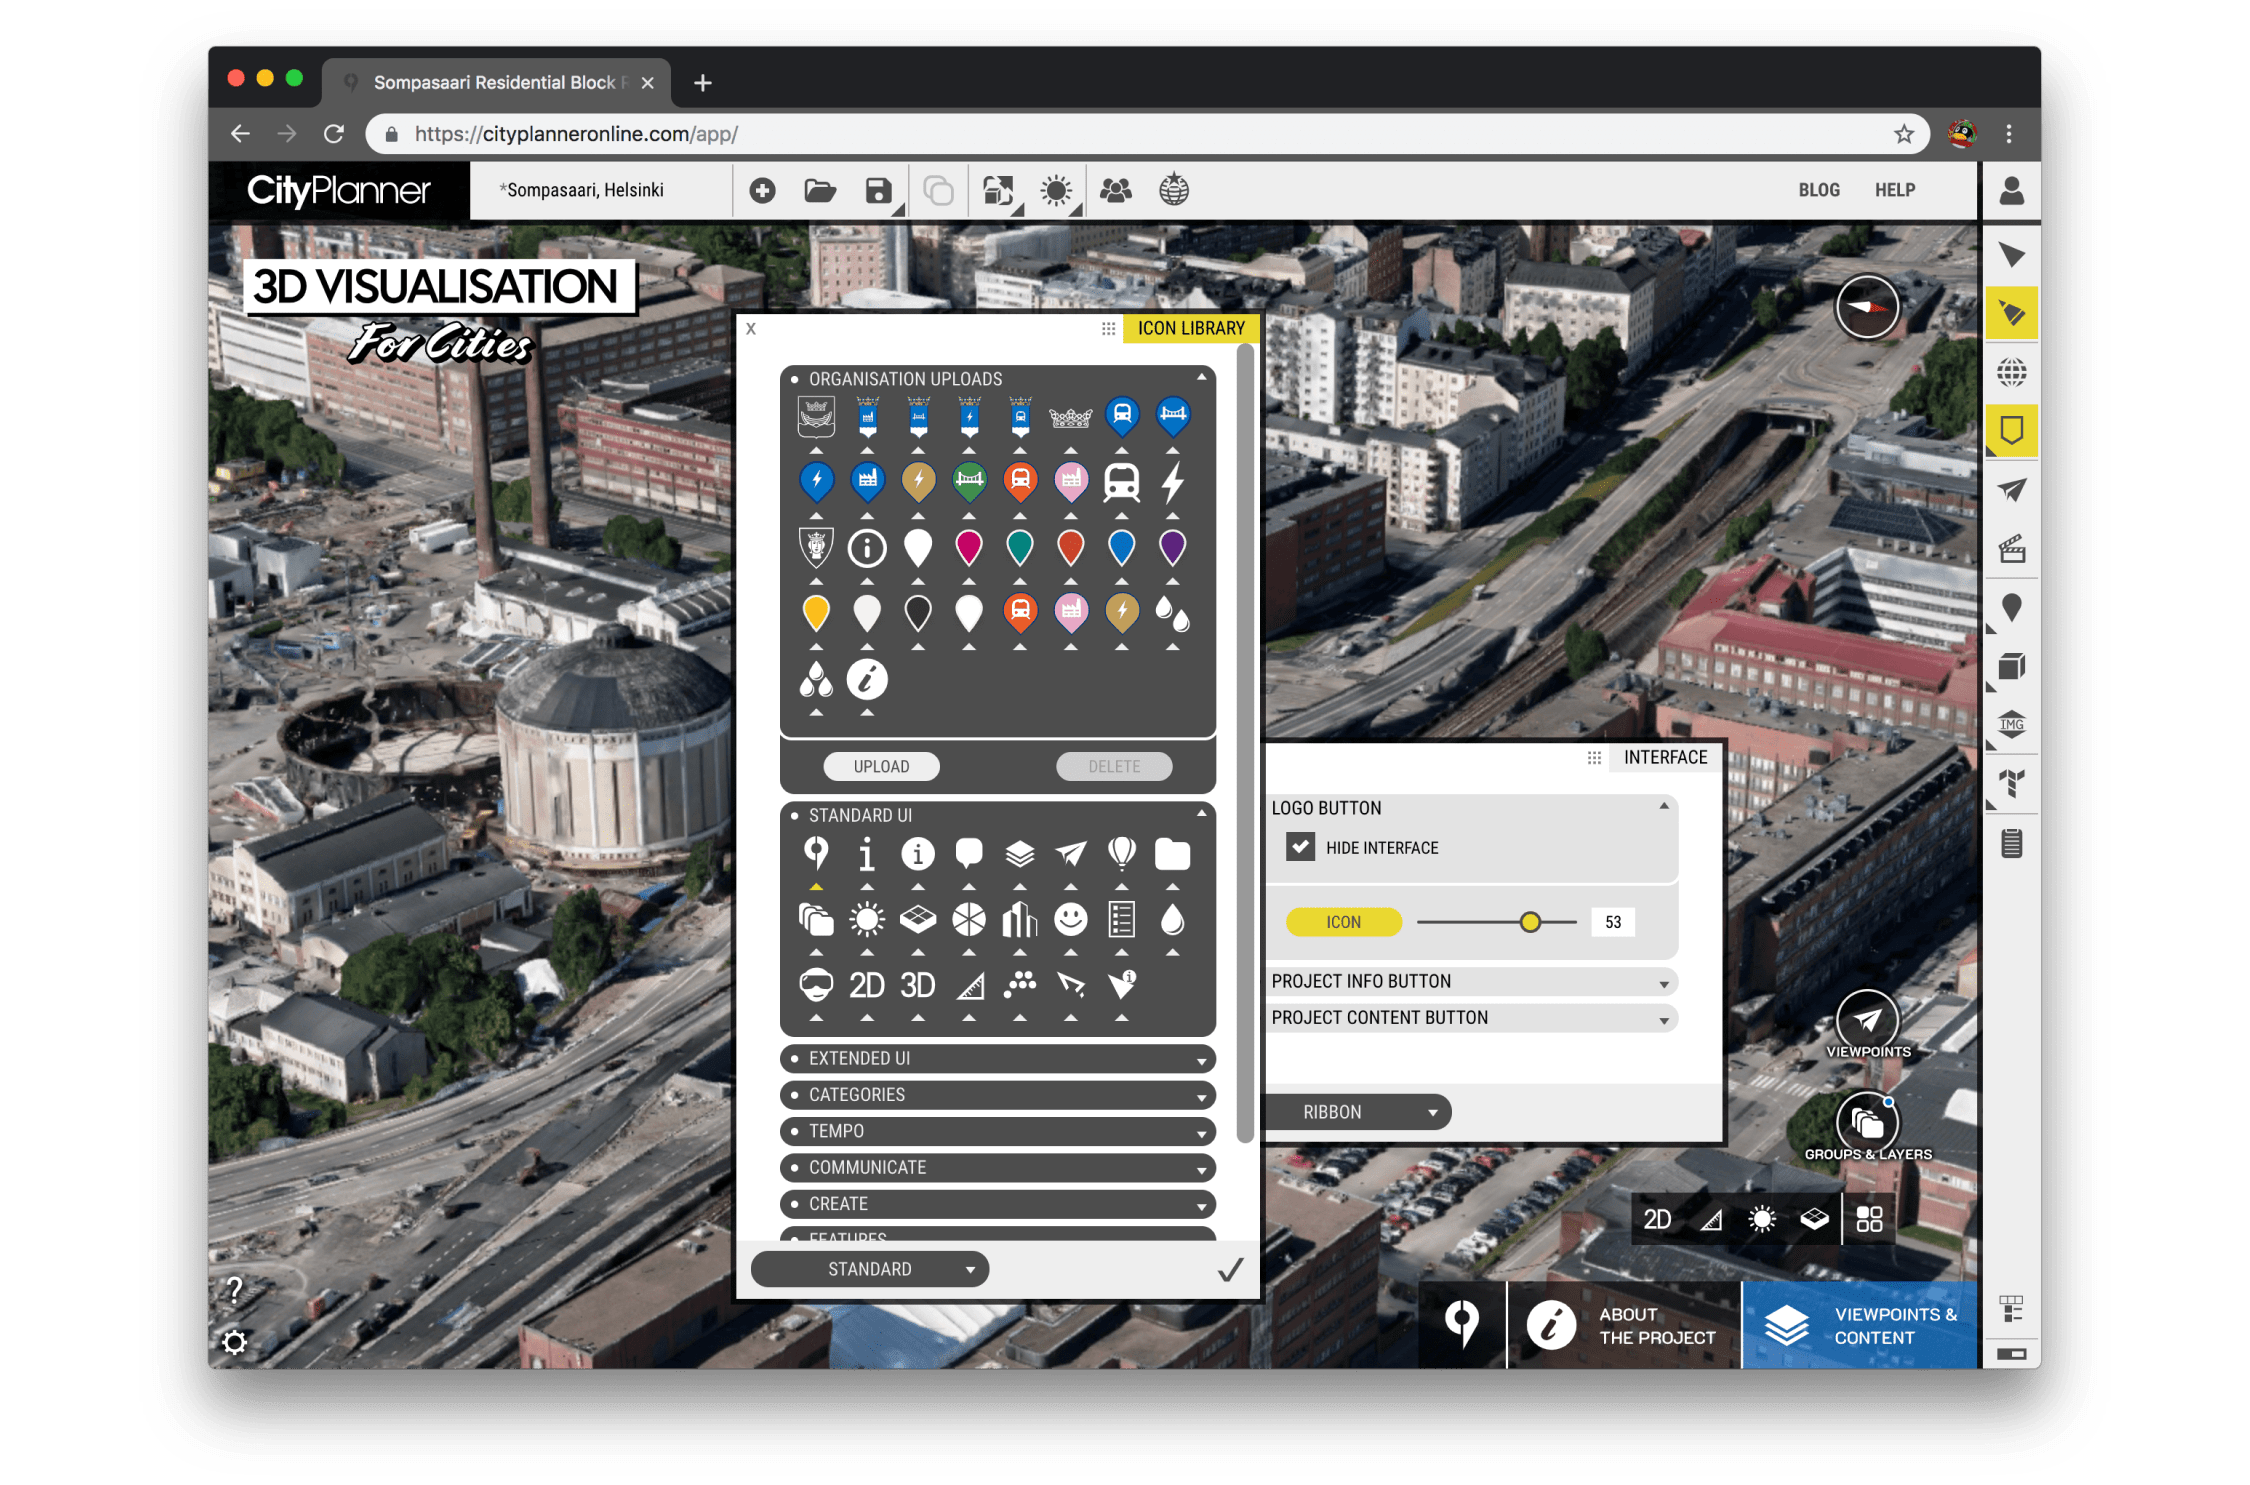 Sompasaari Residential Block
https://cityplanneronline.com/app/
CityPlanner
*Sompasaari, Helsinki
BLOG
HELP
3D VISUALISATION
For Cities
X
ICON LIBRARY
ORGANISATION UPLOADS
UPLOAD
DELETE
STANDARD UI
2D
3D
EXTENDED UI
CATEGORIES
TEMPO
COMMUNICATE
CREATE
FEATURES
STANDARD
INTERFACE
LOGO BUTTON
HIDE INTERFACE
ICON
53
PROJECT INFO BUTTON
PROJECT CONTENT BUTTON
RIBBON
IMG
VIEWPOINTS
GROUPS & LAYERS
2D
?
ABOUT
THE PROJECT
VIEWPOINTS &
CONTENT